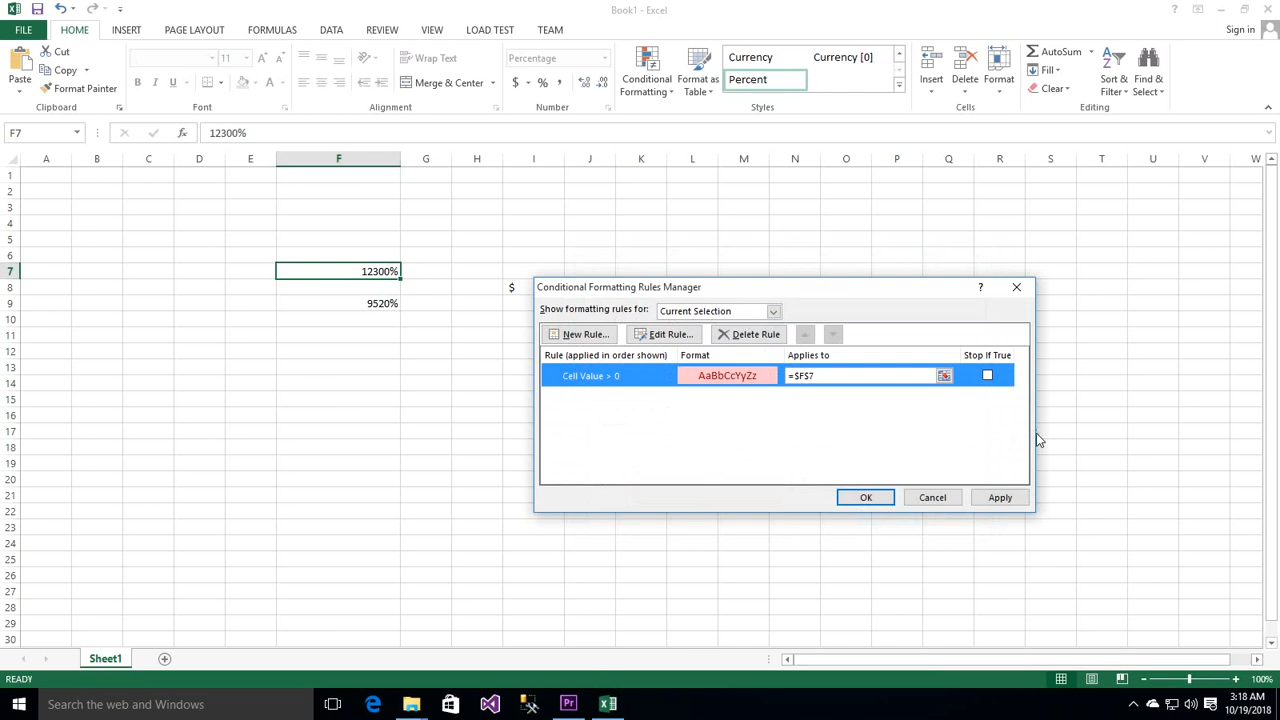 Book1 - Excel
FILE HOME INSERT PAGE LAYOUT FORMULAS DATA REVIEW VIEW LOAD TEST TEAM Sign in
Paste
Cut
Copy
Format Painter
Clipboard
11
B I U
Font
Wrap Text
Merge & Center
Alignment
Percentage
$ % ,
Number
Conditional Formatting
Format as Table
Currency Currency [0]
Percent
Styles
Insert Delete Format
Cells
AutoSum
Fill
Clear
Sort & Filter
Find & Select
Editing
F7 fx 12300%
A B C D E F G H I J K L M N O P Q R S T U V W
1
2
3
4
5
6
7 12300%
8 $
9 9520%
10
11
12
13
14
15
16
17
18
19
20
21
22
23
24
25
26
27
28
29
30
Conditional Formatting Rules Manager ?
Show formatting rules for: Current Selection
New Rule... Edit Rule... Delete Rule
Rule (applied in order shown) Format Applies to Stop If True
Cell Value > 0 AaBbCcYyZz =$F$7
OK Cancel Apply
Sheet1
READY 100%
Search the web and Windows
Pr
3:18 AM
10/19/2018